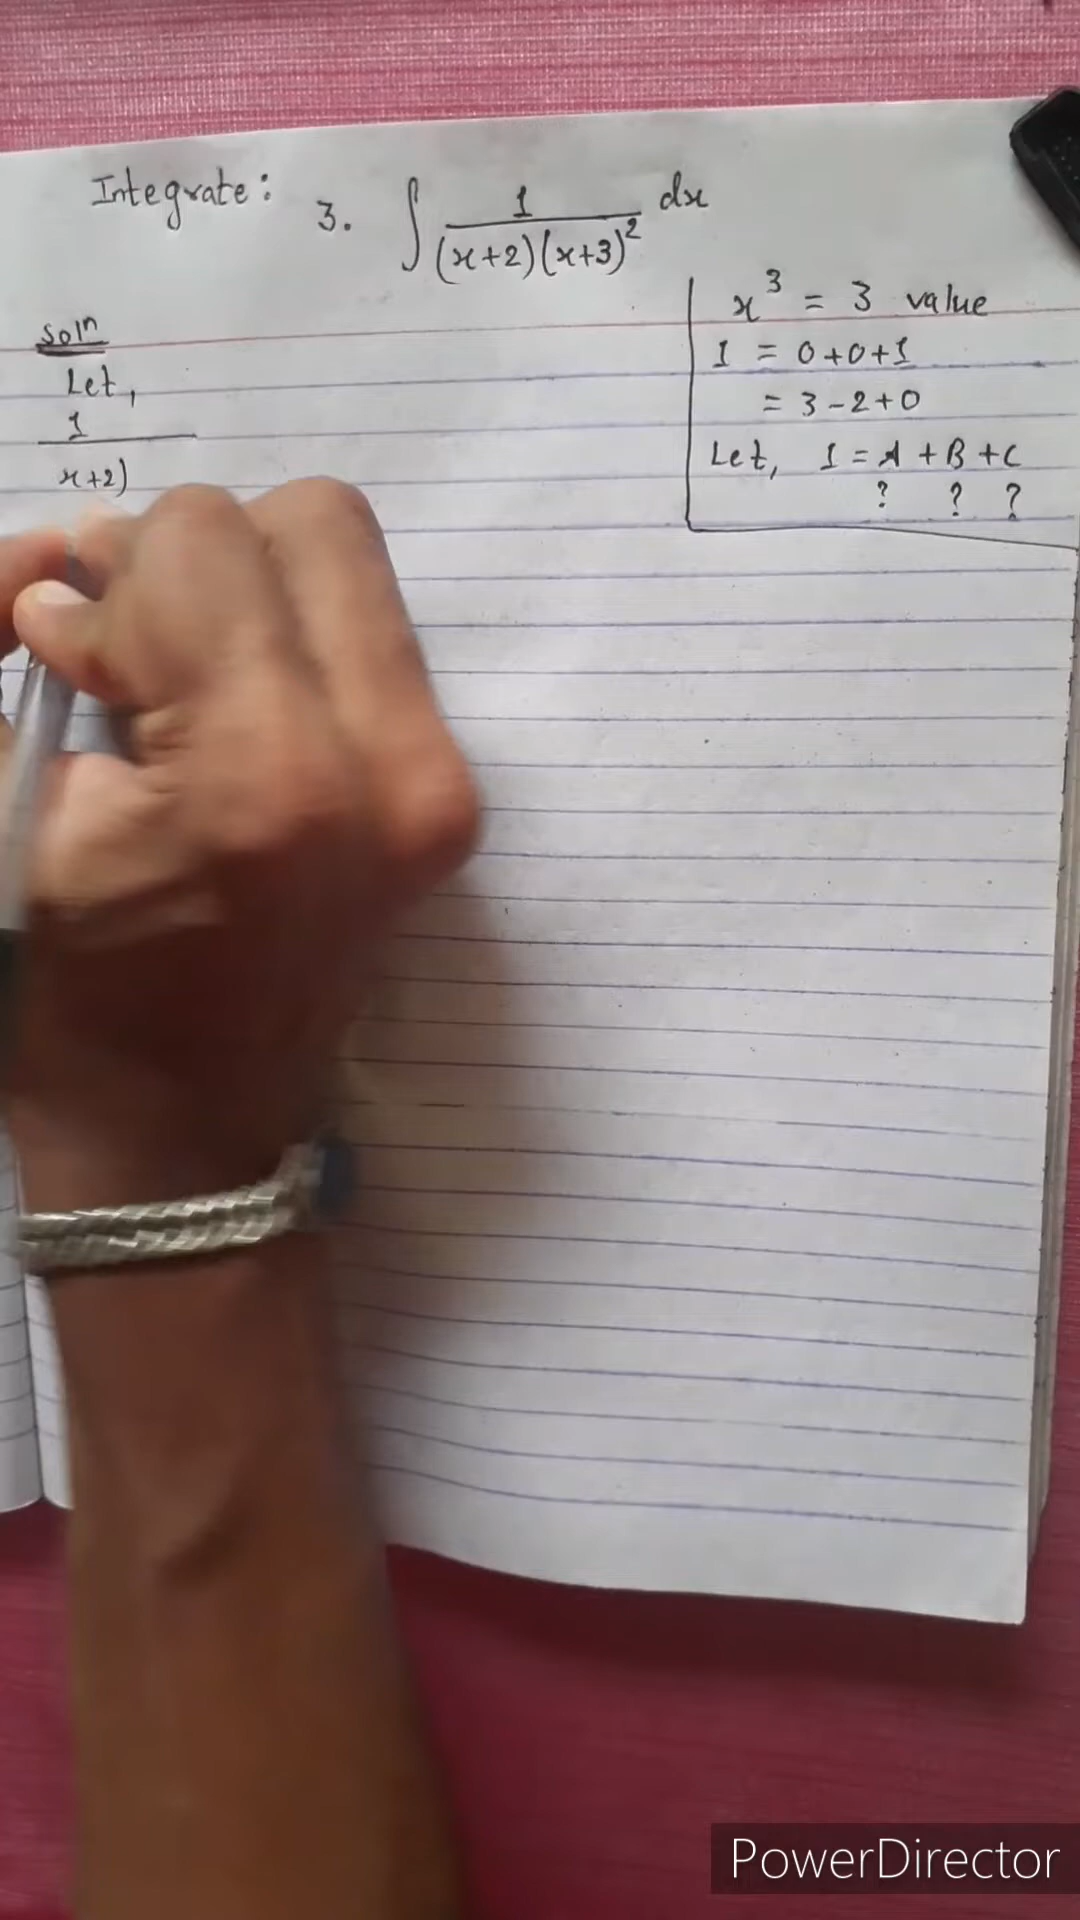 Integrate: 3. ∫ 1/(x+2)(x+3)² dx
x³ = 3 value
1 = 0+0+1
= 3-2+0
Let, 1 = A + B + C
? ? ?
Solⁿ
Let,
1
x+2)
PowerDirector